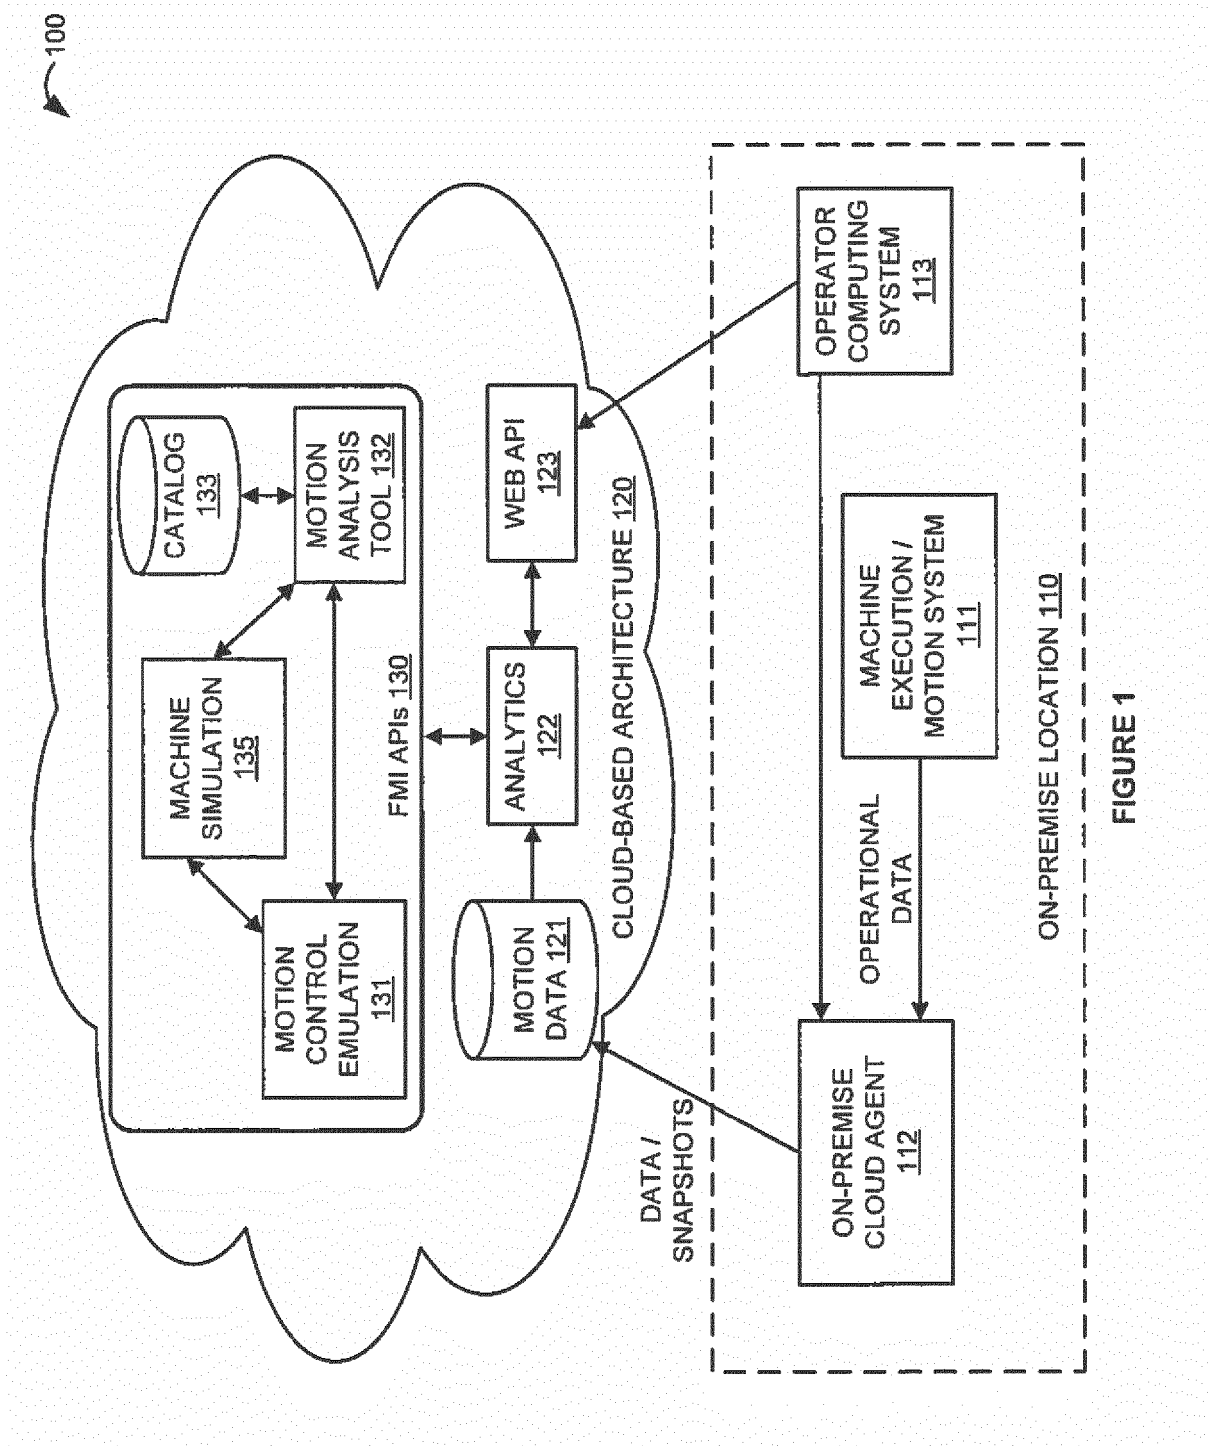 100
CATALOG
133
MOTION
ANALYSIS
TOOL 132
MACHINE
SIMULATION
135
MOTION
CONTROL
EMULATION
131
FMI APIs 130
MOTION
DATA 121
ANALYTICS
122
WEB API
123
CLOUD-BASED ARCHITECTURE 120
DATA /
SNAPSHOTS
ON-PREMISE
CLOUD AGENT
112
OPERATIONAL
DATA
MACHINE
EXECUTION /
MOTION SYSTEM
111
OPERATOR
COMPUTING
SYSTEM
113
ON-PREMISE LOCATION 110
FIGURE 1